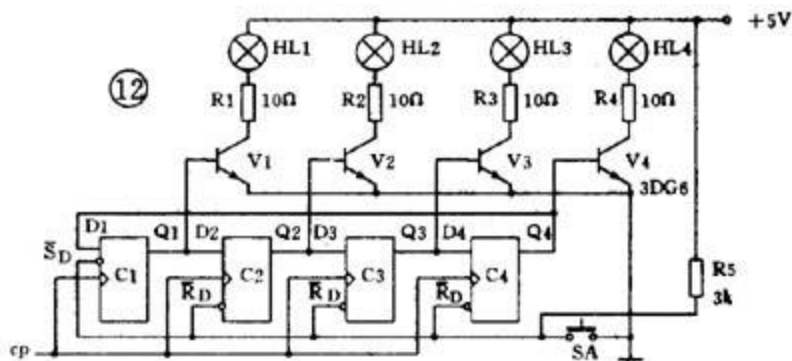 +5V
HL1 HL2 HL3 HL4
⑫
R1 10Ω R2 10Ω R3 10Ω R4 10Ω
V1 V2 V3 V4
3DG6
D1 Q1 D2 Q2 D3 Q3 D4 Q4
S̅D
C1 C2 C3 C4
R5
3k
R̅D R̅D R̅D
SA
cp